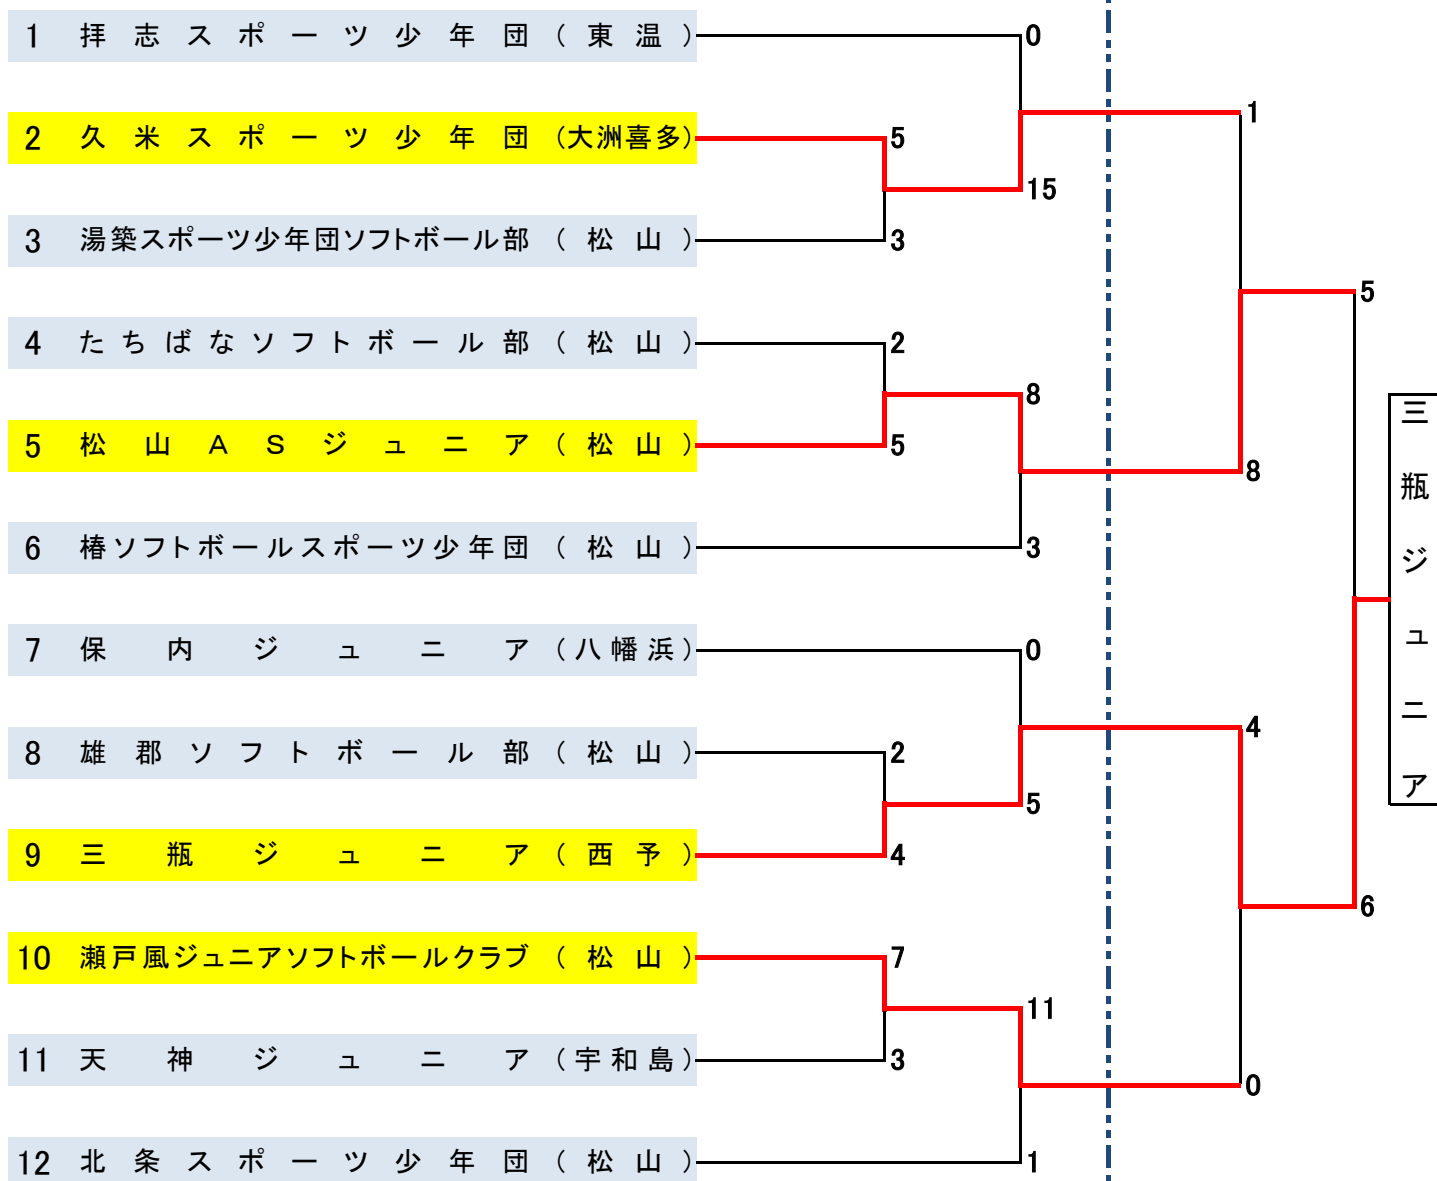 1 拝志スポーツ少年団(東温)
0
1
2 久米スポーツ少年団(大洲喜多)
5
15
3 湯築スポーツ少年団ソフトボール部(松山)
3
5
4 たちばなソフトボール部(松山)
2
8
5 松山ASジュニア(松山)
5
8
6 椿ソフトボールスポーツ少年団(松山)
3
三瓶ジュニア
7 保内ジュニア(八幡浜)
0
4
8 雄郡ソフトボール部(松山)
2
5
9 三瓶ジュニア(西予)
4
6
10 瀬戸風ジュニアソフトボールクラブ(松山)
7
11
11 天神ジュニア(宇和島)
3
0
12 北条スポーツ少年団(松山)
1